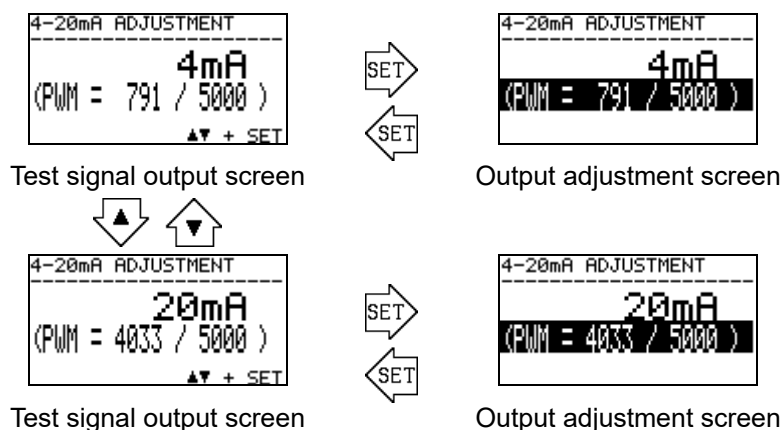 4-20mA ADJUSTMENT
4mA
(PWM = 791 / 5000 )
▲▼ + SET
SET
SET
4-20mA ADJUSTMENT
4mA
(PWM = 791 / 5000 )
Test signal output screen
Output adjustment screen
▲
▼
4-20mA ADJUSTMENT
20mA
(PWM = 4033 / 5000 )
▲▼ + SET
SET
SET
4-20mA ADJUSTMENT
20mA
(PWM = 4033 / 5000 )
Test signal output screen
Output adjustment screen